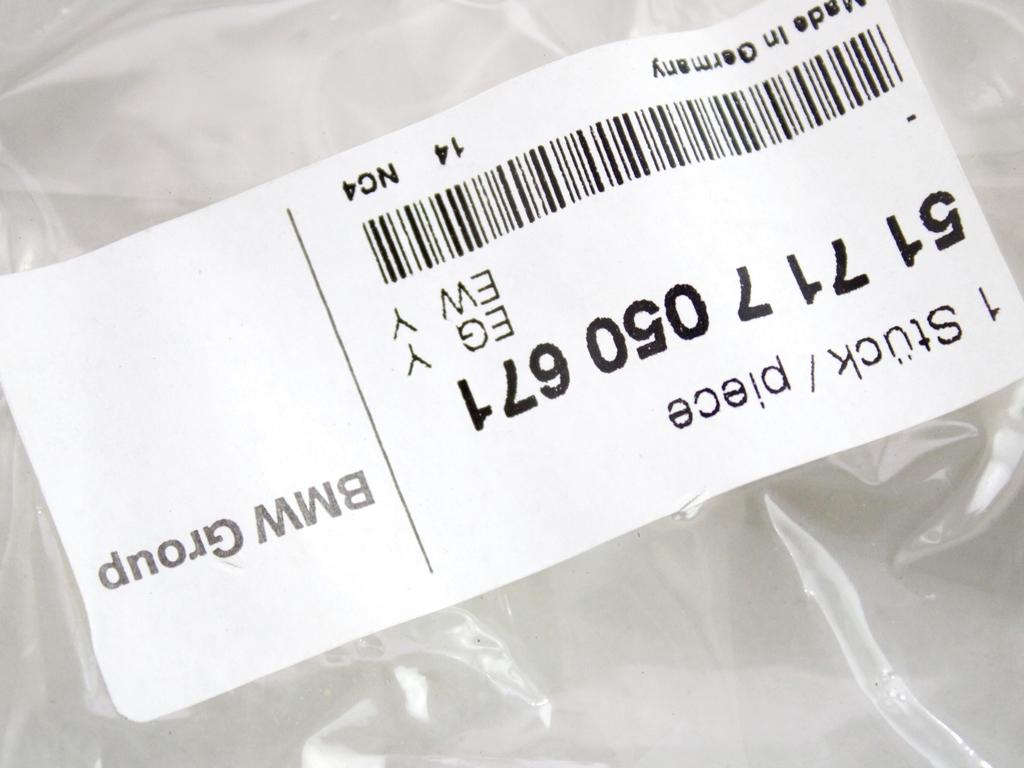 1 Stück / piece
51 71 7 050 671
EG Y
EW Y
-
14 NC4
Made In Germany
BMW Group